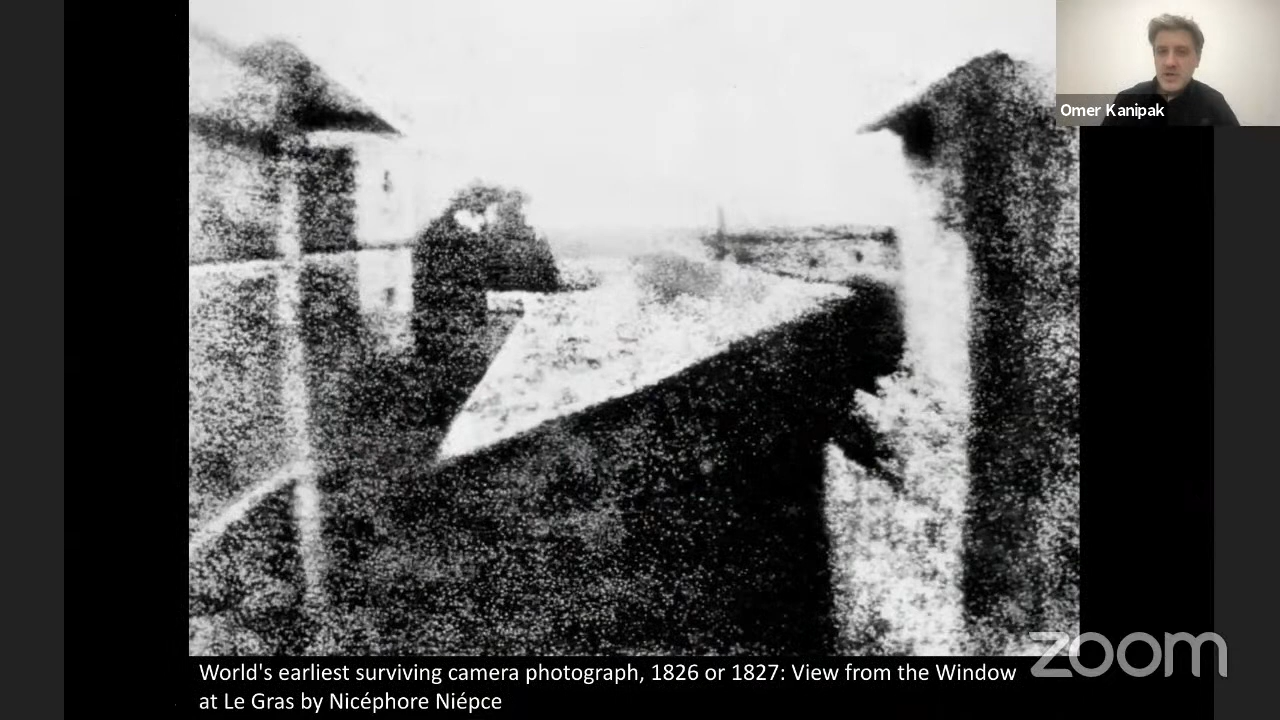 Omer Kanipak
zoom
World's earliest surviving camera photograph, 1826 or 1827: View from the Window
at Le Gras by Nicéphore Niépce